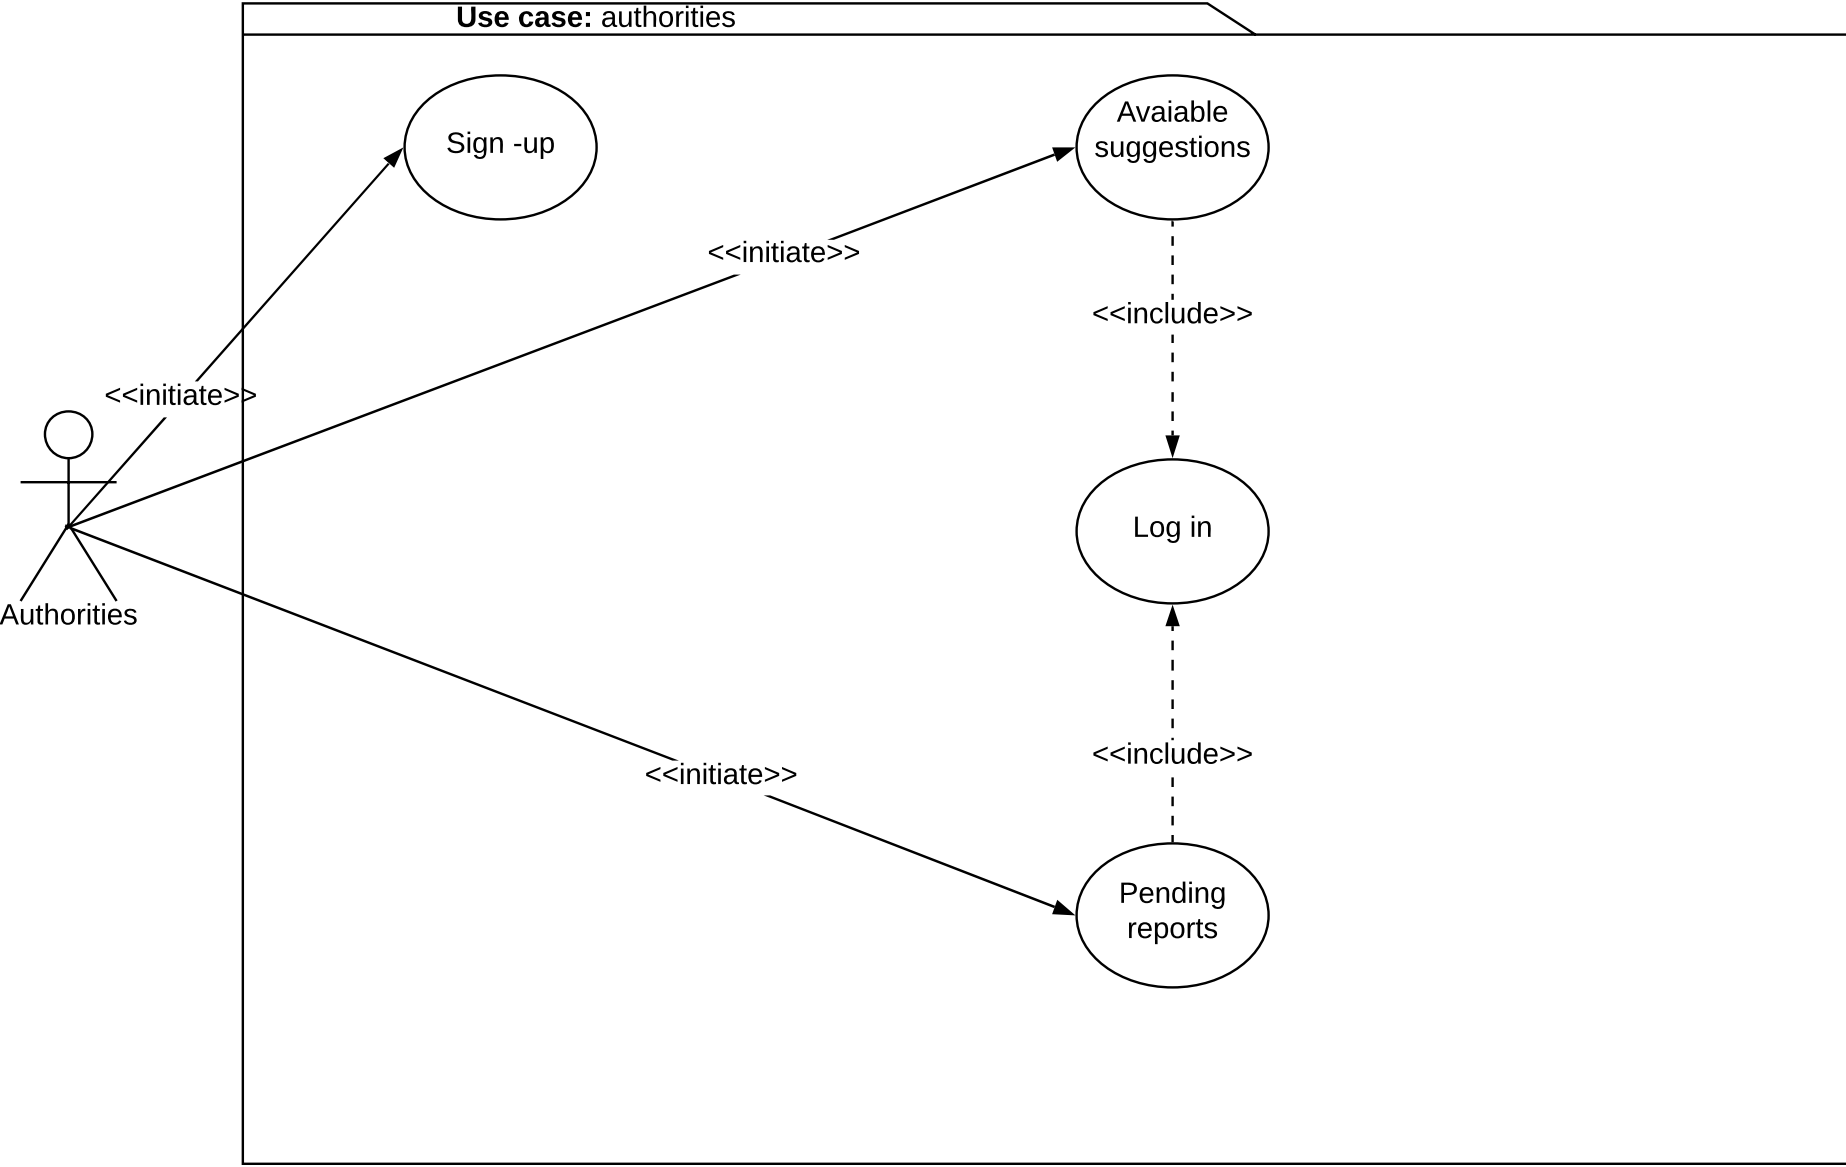 Use case: authorities
Sign -up
Avaiable
suggestions
<<initiate>>
<<include>>
<<initiate>>
Log in
Authorities
<<initiate>>
<<include>>
Pending
reports